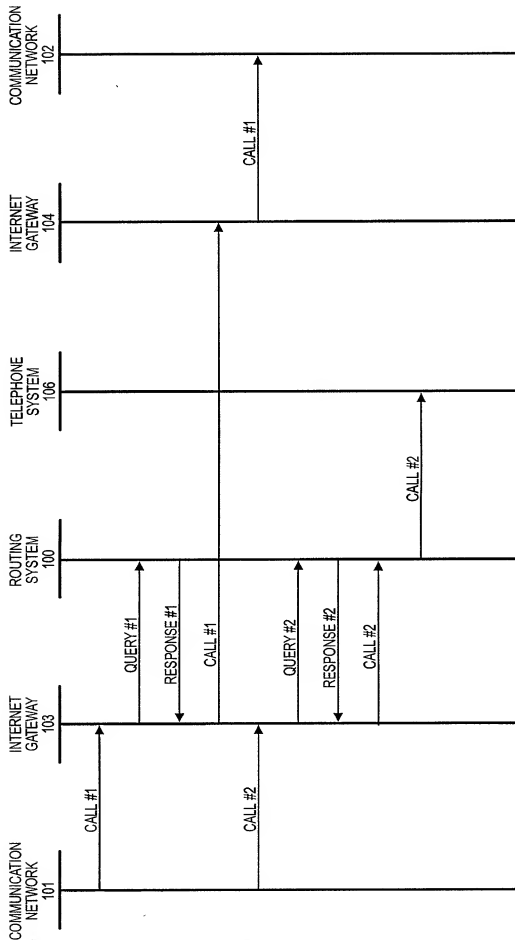 COMMUNICATION
NETWORK
101
INTERNET
GATEWAY
103
ROUTING
SYSTEM
100
TELEPHONE
SYSTEM
106
INTERNET
GATEWAY
104
COMMUNICATION
NETWORK
102
CALL #1
QUERY #1
RESPONSE #1
CALL #1
CALL #1
CALL #2
QUERY #2
RESPONSE #2
CALL #2
CALL #2